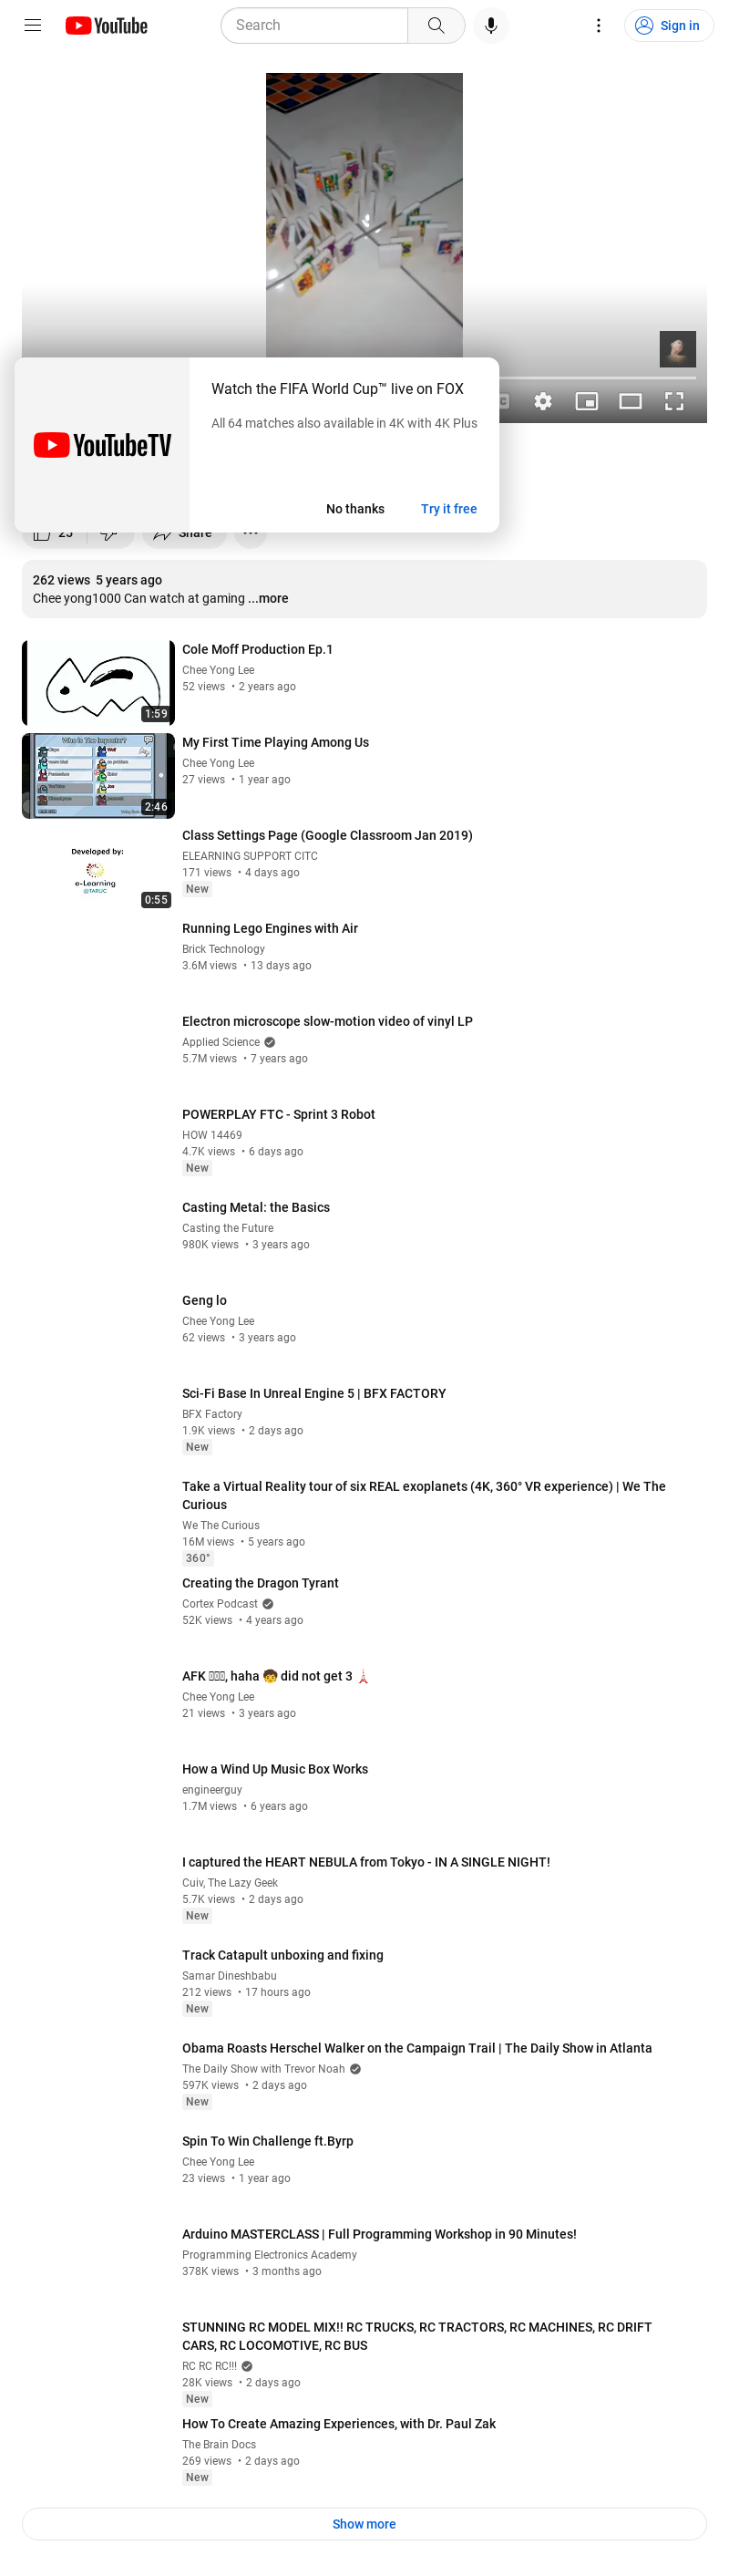 YouTube
Search
Sign in
Watch the FIFA World Cup™ live on FOX
All 64 matches also available in 4K with 4K Plus
YouTubeTV
No thanks
Try it free
25
Share
262 views 5 years ago
Chee yong1000 Can watch at gaming ...more
Cole Moff Production Ep.1
Chee Yong Lee
52 views • 2 years ago
1:59
My First Time Playing Among Us
Chee Yong Lee
27 views • 1 year ago
Who Is The Impostor?
2:46
Class Settings Page (Google Classroom Jan 2019)
ELEARNING SUPPORT CITC
171 views • 4 days ago
New
Developed by:
e-Learning
@TARUC
0:55
Running Lego Engines with Air
Brick Technology
3.6M views • 13 days ago
Electron microscope slow-motion video of vinyl LP
Applied Science
5.7M views • 7 years ago
POWERPLAY FTC - Sprint 3 Robot
HOW 14469
4.7K views • 6 days ago
New
Casting Metal: the Basics
Casting the Future
980K views • 3 years ago
Geng lo
Chee Yong Lee
62 views • 3 years ago
Sci-Fi Base In Unreal Engine 5 | BFX FACTORY
BFX Factory
1.9K views • 2 days ago
New
Take a Virtual Reality tour of six REAL exoplanets (4K, 360° VR experience) | We The
Curious
We The Curious
16M views • 5 years ago
360°
Creating the Dragon Tyrant
Cortex Podcast
52K views • 4 years ago
AFK , haha 🧒 did not get 3 🗼
Chee Yong Lee
21 views • 3 years ago
How a Wind Up Music Box Works
engineerguy
1.7M views • 6 years ago
I captured the HEART NEBULA from Tokyo - IN A SINGLE NIGHT!
Cuiv, The Lazy Geek
5.7K views • 2 days ago
New
Track Catapult unboxing and fixing
Samar Dineshbabu
212 views • 17 hours ago
New
Obama Roasts Herschel Walker on the Campaign Trail | The Daily Show in Atlanta
The Daily Show with Trevor Noah
597K views • 2 days ago
New
Spin To Win Challenge ft.Byrp
Chee Yong Lee
23 views • 1 year ago
Arduino MASTERCLASS | Full Programming Workshop in 90 Minutes!
Programming Electronics Academy
378K views • 3 months ago
STUNNING RC MODEL MIX!! RC TRUCKS, RC TRACTORS, RC MACHINES, RC DRIFT
CARS, RC LOCOMOTIVE, RC BUS
RC RC RC!!!
28K views • 2 days ago
New
How To Create Amazing Experiences, with Dr. Paul Zak
The Brain Docs
269 views • 2 days ago
New
Show more